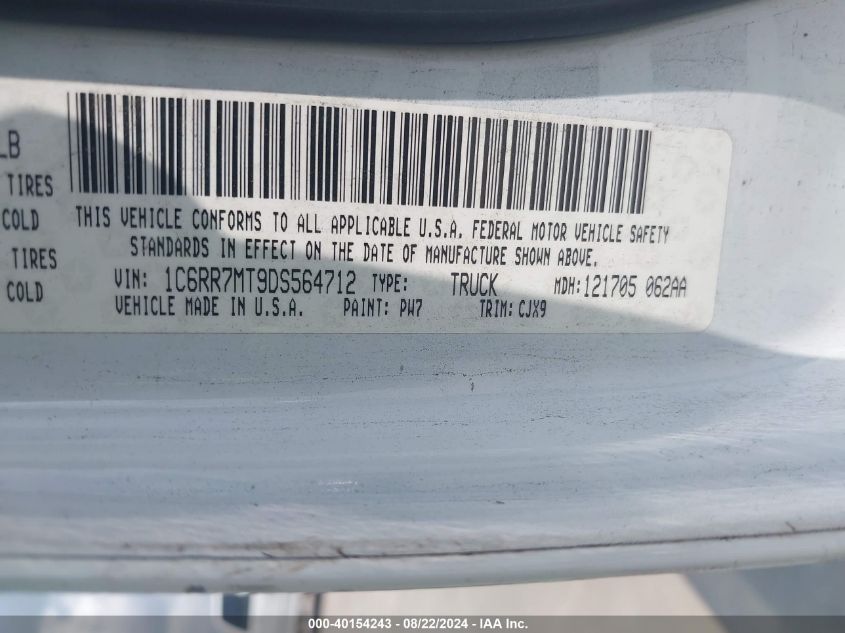 LB
TIRES
COLD
TIRES
COLD
THIS VEHICLE CONFORMS TO ALL APPLICABLE U.S.A. FEDERAL MOTOR VEHICLE SAFETY
STANDARDS IN EFFECT ON THE DATE OF MANUFACTURE SHOWN ABOVE.
VIN: 1C6RR7MT9DS564712 TYPE: TRUCK MDH:121705 062AA
VEHICLE MADE IN U.S.A. PAINT: PW7 TRIM: CJX9
000-40154243 - 08/22/2024 - IAA Inc.